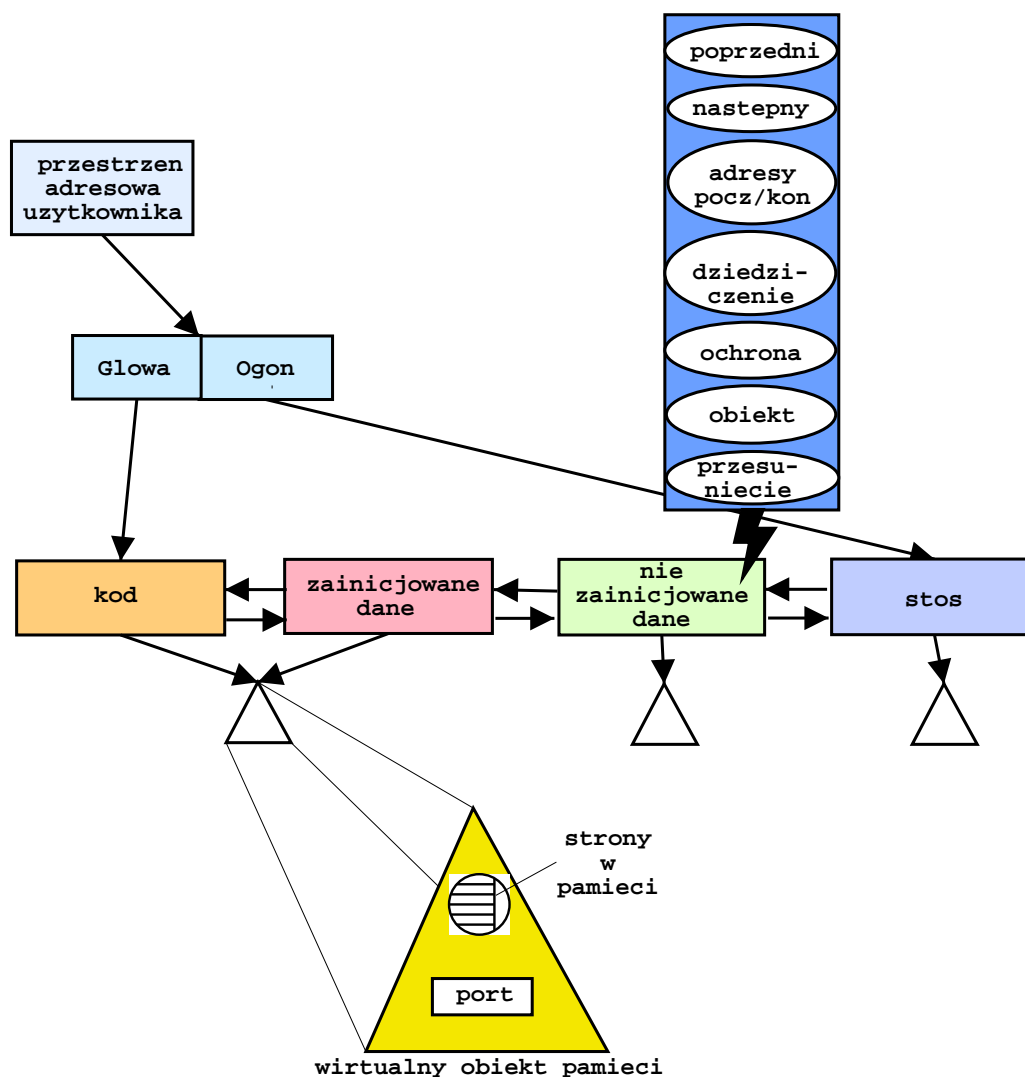 poprzedni
nastepny
adresy
pocz/kon
dziedzi-
czenie
ochrona
obiekt
przesu-
niecie
przestrzen
adresowa
uzytkownika
Glowa
Ogon
kod
zainicjowane
dane
nie
zainicjowane
dane
stos
strony
w
pamieci
port
wirtualny obiekt pamieci